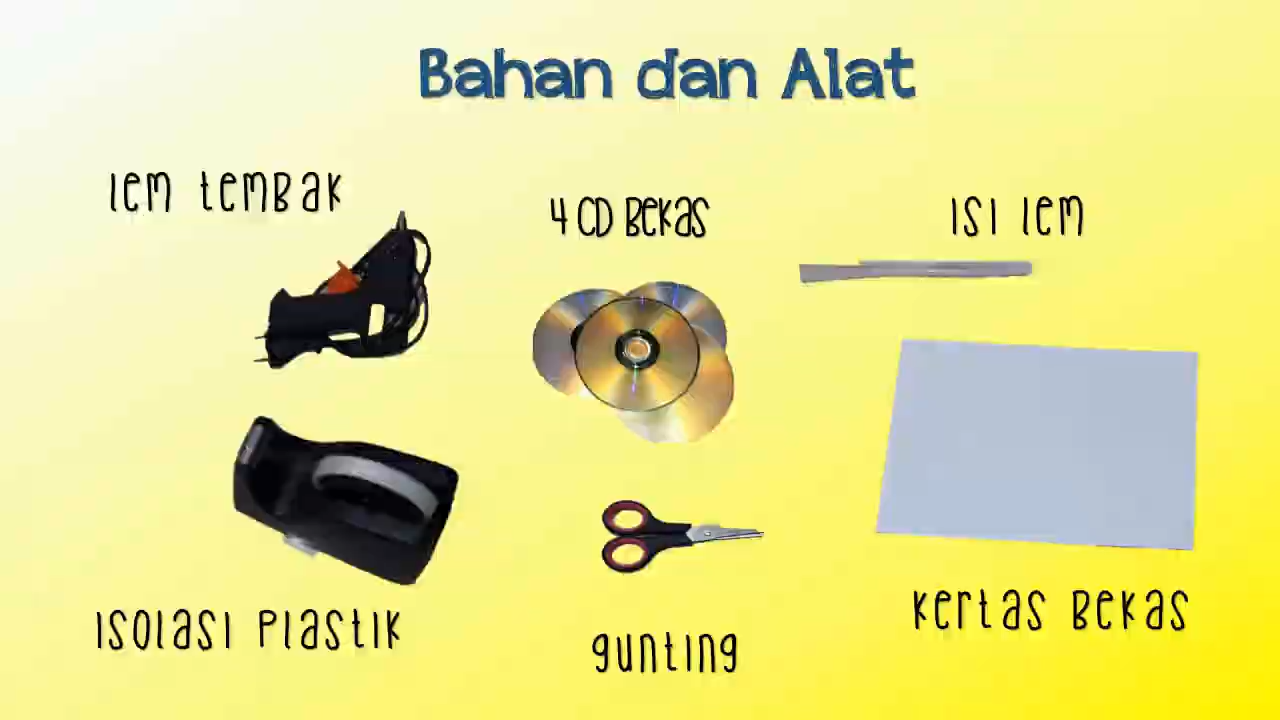 Bahan dan Alat
lem tembak
4 CD Bekas
isi lem
isolasi plastik
gunting
kertas bekas